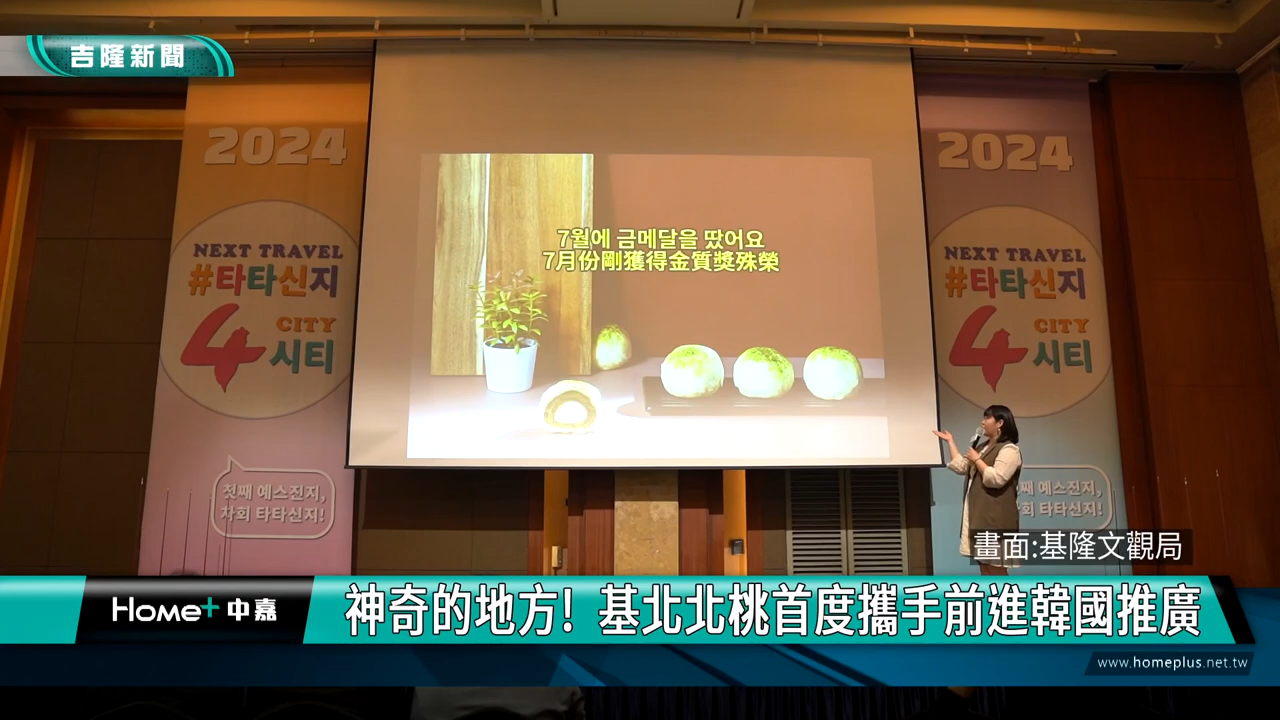 吉隆新聞
2024
NEXT TRAVEL
#타타신지
4 CITY
시티
첫째 예스진지,
차회 타타신지!
7월에 금메달을 땄어요
7月份剛獲得金質獎殊榮
2024
NEXT TRAVEL
#타타신지
4 CITY
시티
째 예스진지,
회 타타신지!
畫面:基隆文觀局
Home+ 中嘉
神奇的地方! 基北北桃首度攜手前進韓國推廣
www.homeplus.net.tw